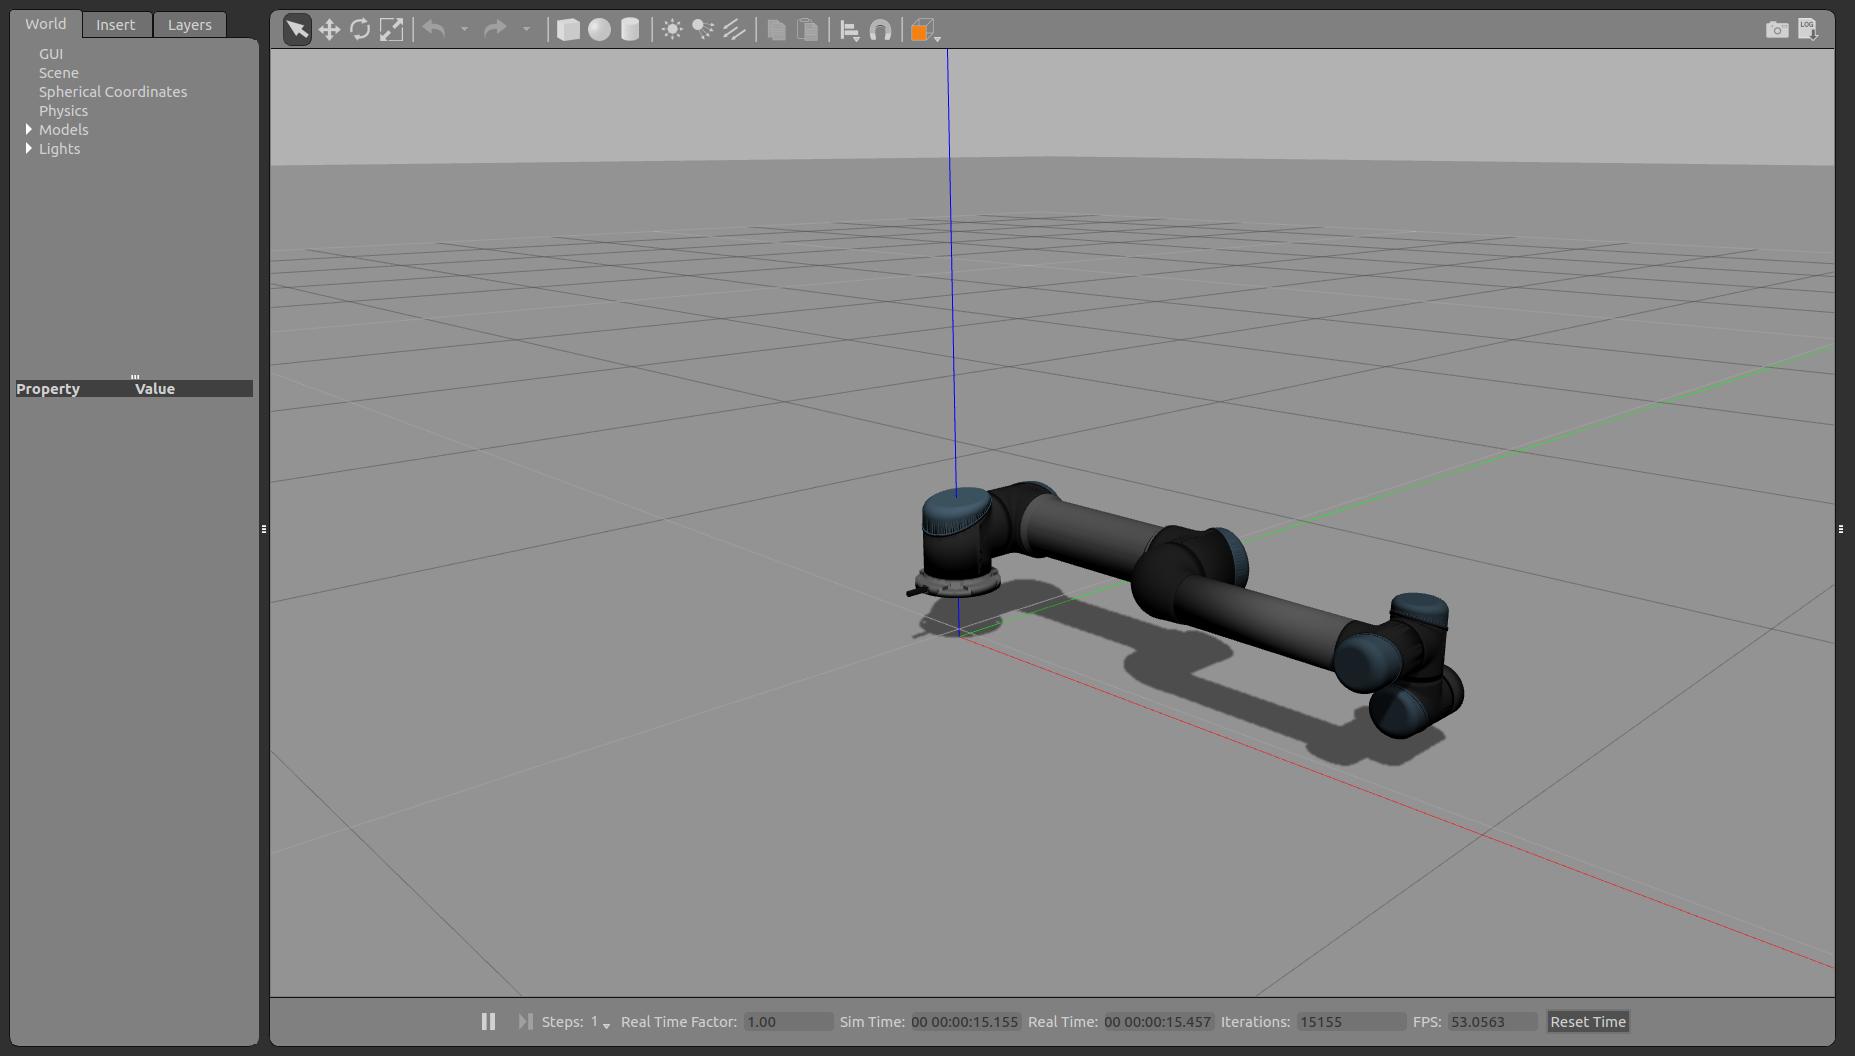 World Insert Layers
LOG
GUI
Scene
Spherical Coordinates
Physics
Models
Lights
Property Value
Steps: 1 Real Time Factor: 1.00 Sim Time: 00 00:00:15.155 Real Time: 00 00:00:15.457 Iterations: 15155 FPS: 53.0563 Reset Time